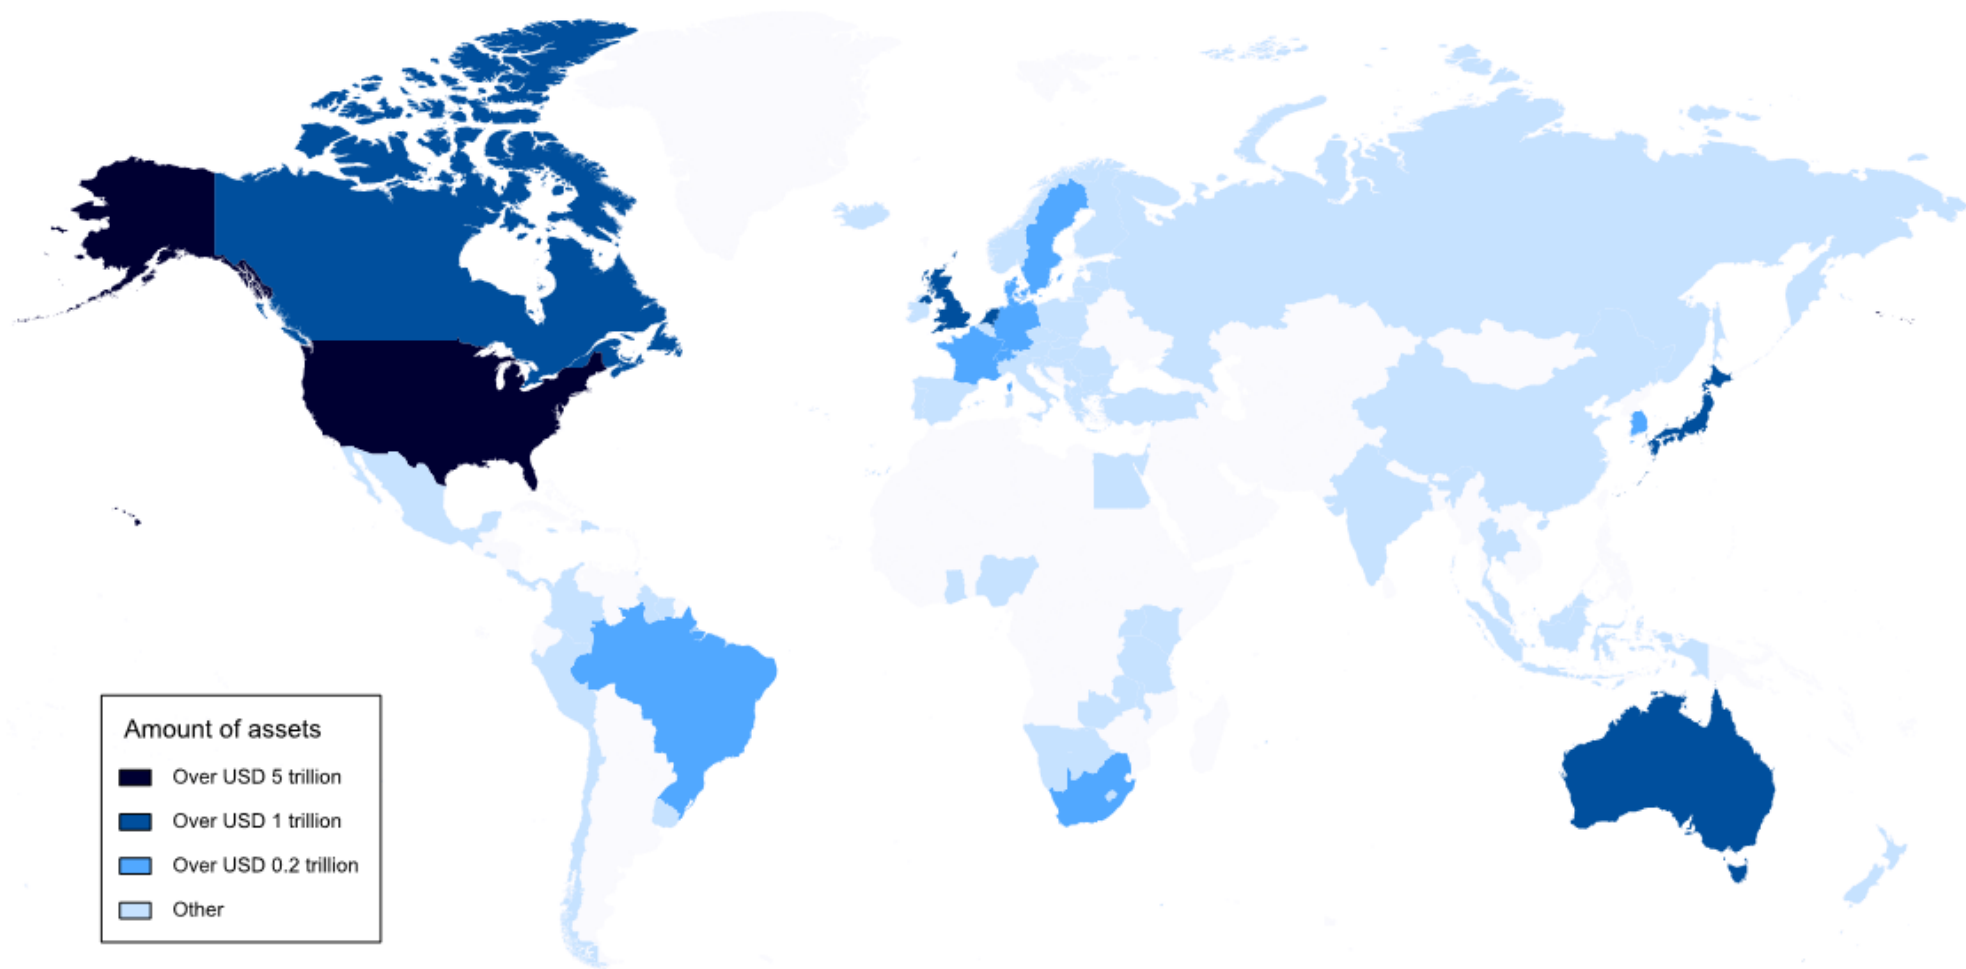 Amount of assets
Over USD 5 trillion
Over USD 1 trillion
Over USD 0.2 trillion
Other